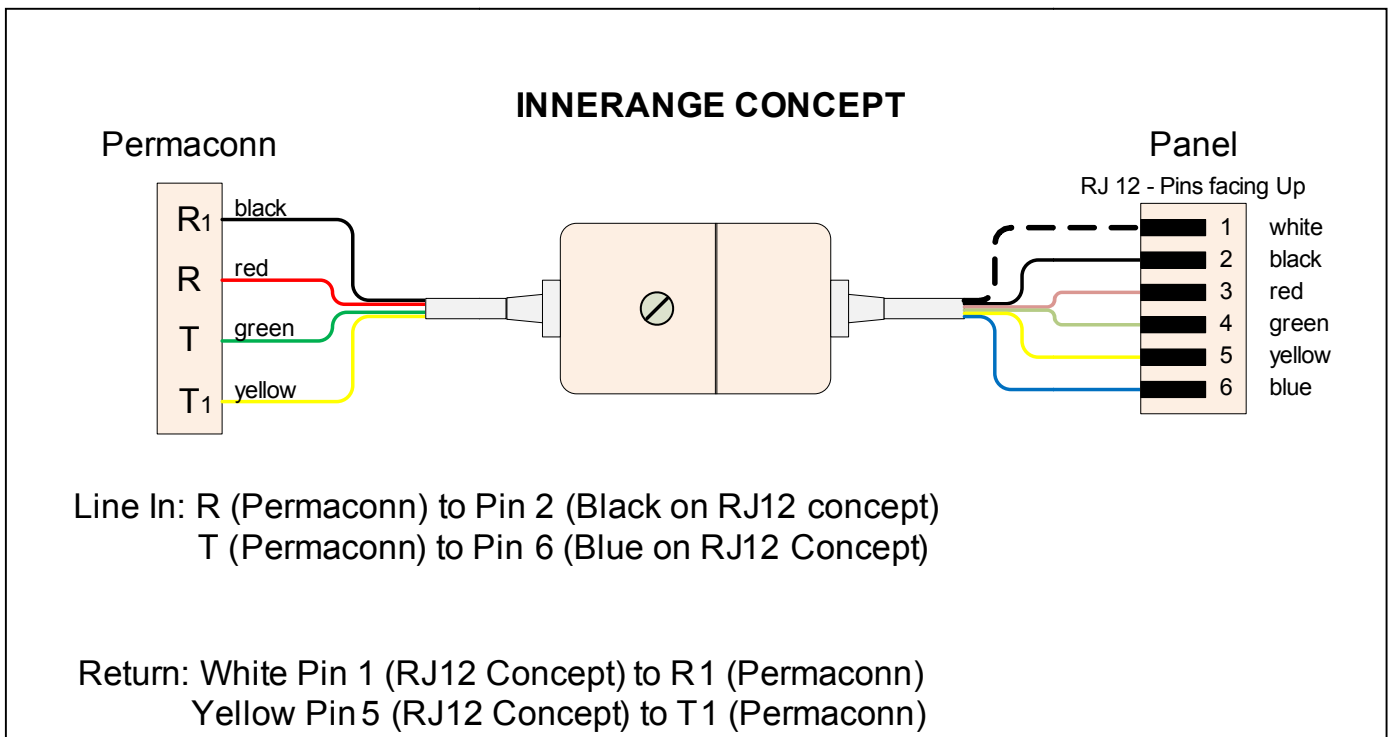 INNERANGE CONCEPT
Permaconn
Panel
RJ 12 - Pins facing Up
R1 black
R red
T green
T1 yellow
1 white
2 black
3 red
4 green
5 yellow
6 blue
Line In: R (Permaconn) to Pin 2 (Black on RJ12 concept)
T (Permaconn) to Pin 6 (Blue on RJ12 Concept)
Return: White Pin 1 (RJ12 Concept) to R1 (Permaconn)
Yellow Pin 5 (RJ12 Concept) to T1 (Permaconn)